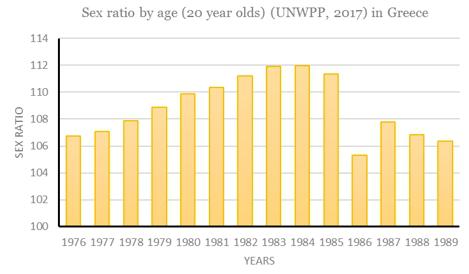 Sex ratio by age (20 year olds) (UNWPP, 2017) in Greece
114
112
110
108
106
104
102
100
SEX RATIO
1976 1977 1978 1979 1980 1981 1982 1983 1984 1985 1986 1987 1988 1989
YEARS